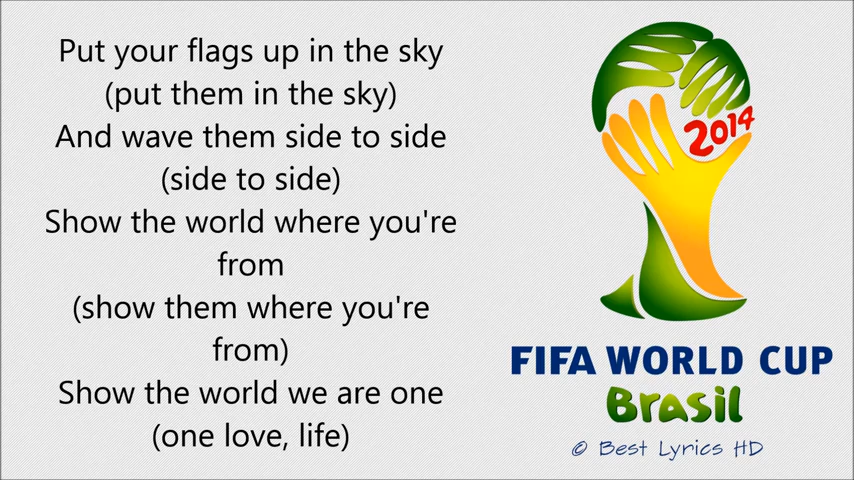 Put your flags up in the sky
(put them in the sky)
And wave them side to side
(side to side)
Show the world where you're
from
(show them where you're
from)
Show the world we are one
(one love, life)
2014
FIFA WORLD CUP
Brasil
© Best Lyrics HD